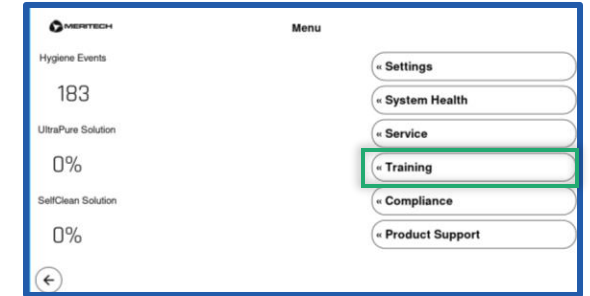 MERITECH
Menu
Hygiene Events
183
UltraPure Solution
0%
SelfClean Solution
0%
« Settings
« System Health
« Service
« Training
« Compliance
« Product Support